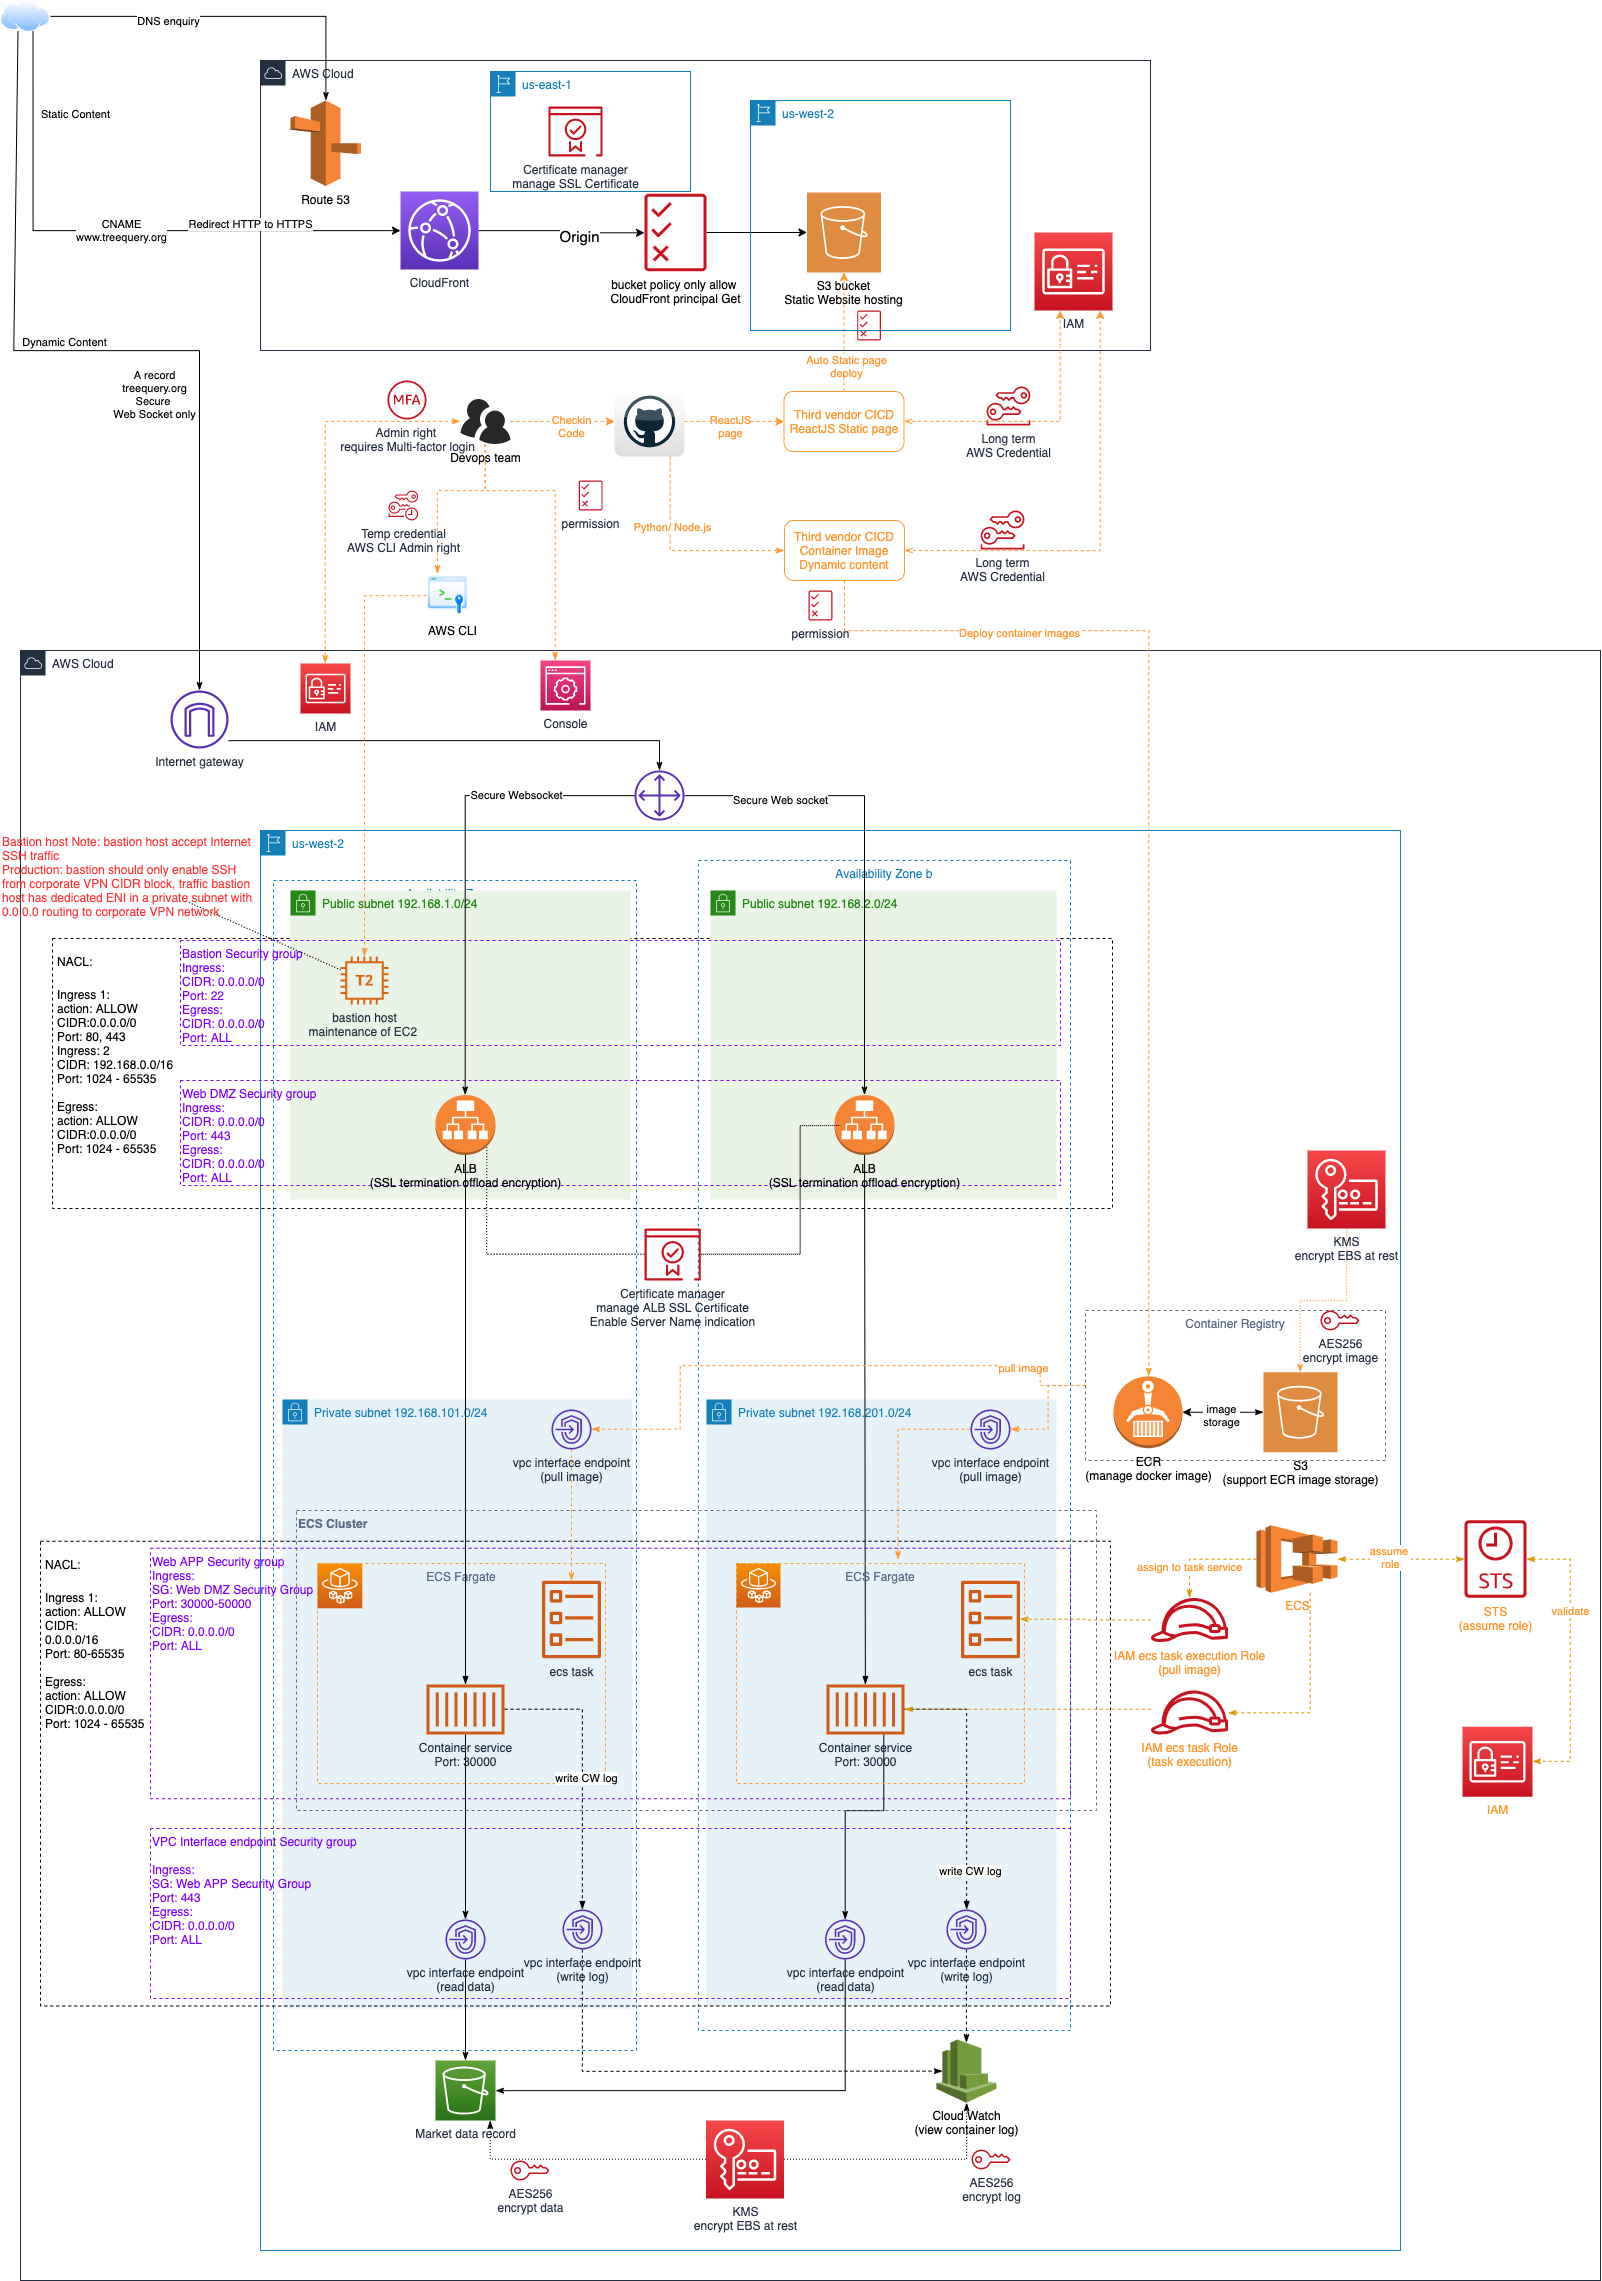 DNS enquiry
AWS Cloud
us-east-1
us-west-2
Static Content
Certificate manager
manage SSL Certificate
Route 53
CNAME
www.treequery.org
Redirect HTTP to HTTPS
Origin
CloudFront
bucket policy only allow
CloudFront principal Get
S3 bucket
Static Website hosting
IAM
Dynamic Content
A record
treequery.org
Secure
Web Socket only
Auto Static page
deploy
MFA
Admin right
requires Multi-factor login
Devops team
Checkin
Code
ReactJS
page
Third vendor CICD
ReactJS Static page
Long term
AWS Credential
Temp credential
AWS CLI Admin right
permission
Python/ Node.js
Third vendor CICD
Container Image
Dynamic content
Long term
AWS Credential
AWS CLI
permission
Deploy container images
AWS Cloud
IAM
Console
Internet gateway
Secure Websocket
Secure Web socket
Bastion host Note: bastion host accept Internet
SSH traffic
Production: bastion should only enable SSH
from corporate VPN CIDR block, traffic bastion
host has dedicated ENI in a private subnet with
0.0.0.0 routing to corporate VPN network
us-west-2
Availability Zone b
Public subnet 192.168.1.0/24
Public subnet 192.168.2.0/24
NACL:
Ingress 1:
action: ALLOW
CIDR:0.0.0.0/0
Port: 80, 443
Ingress: 2
CIDR: 192.168.0.0/16
Port: 1024 - 65535
Egress:
action: ALLOW
CIDR:0.0.0.0/0
Port: 1024 - 65535
Bastion Security group
Ingress:
CIDR: 0.0.0.0/0
Port: 22
Egress:
CIDR: 0.0.0.0/0
Port: ALL
T2
bastion host
maintenance of EC2
Web DMZ Security group
Ingress:
CIDR: 0.0.0.0/0
Port: 443
Egress:
CIDR: 0.0.0.0/0
Port: ALL
ALB
(SSL termination offload encryption)
ALB
(SSL termination offload encryption)
Certificate manager
manage ALB SSL Certificate
Enable Server Name indication
KMS
encrypt EBS at rest
Container Registry
AES256
encrypt image
pull image
image
storage
ECR
(manage docker image)
S3
(support ECR image storage)
Private subnet 192.168.101.0/24
Private subnet 192.168.201.0/24
vpc interface endpoint
(pull image)
vpc interface endpoint
(pull image)
ECS Cluster
NACL:
Ingress 1:
action: ALLOW
CIDR:
0.0.0.0/16
Port: 80-65535
Egress:
action: ALLOW
CIDR:0.0.0.0/0
Port: 1024 - 65535
Web APP Security group
Ingress:
SG: Web DMZ Security Group
Port: 30000-50000
Egress:
CIDR: 0.0.0.0/0
Port: ALL
ECS Fargate
ECS Fargate
ecs task
ecs task
Container service
Port: 30000
Container service
Port: 30000
write CW log
write CW log
assign to task service
ECS
assume
role
STS
STS
(assume role)
validate
IAM ecs task execution Role
(pull image)
IAM ecs task Role
(task execution)
IAM
VPC Interface endpoint Security group
Ingress:
SG: Web APP Security Group
Port: 443
Egress:
CIDR: 0.0.0.0/0
Port: ALL
vpc interface endpoint
(read data)
vpc interface endpoint
(write log)
vpc interface endpoint
(read data)
vpc interface endpoint
(write log)
Market data record
Cloud Watch
(view container log)
AES256
encrypt data
KMS
encrypt EBS at rest
AES256
encrypt log